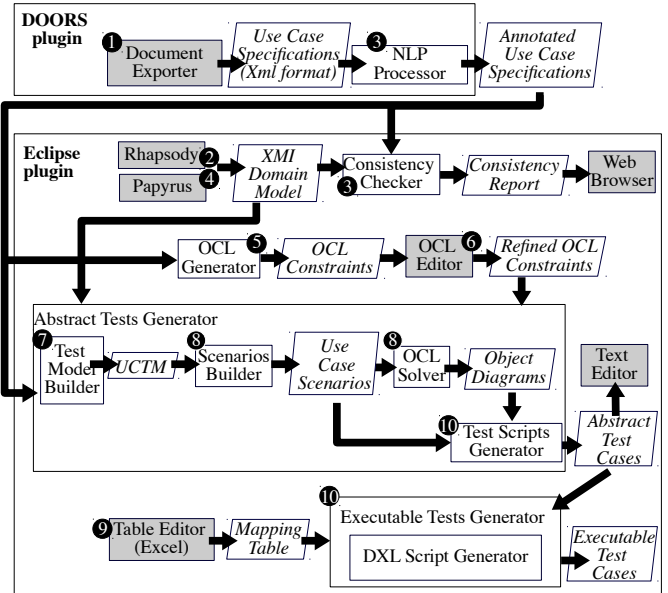 DOORS
plugin
1
Document
Exporter
Use Case
Specifications
(Xml format)
3
NLP
Processor
Annotated
Use Case
Specifications
Eclipse
plugin
Rhapsody
2
Papyrus
4
XMI
Domain
Model
Consistency
Checker
3
Consistency
Report
Web
Browser
OCL
Generator
5
OCL
Constraints
OCL
Editor
6
Refined OCL
Constraints
Abstract Tests Generator
7
Test
Model
Builder
UCTM
8
Scenarios
Builder
Use
Case
Scenarios
8
OCL
Solver
Object
Diagrams
Text
Editor
10
Test Scripts
Generator
Abstract
Test
Cases
9
Table Editor
(Excel)
Mapping
Table
10
Executable Tests Generator
DXL Script Generator
Executable
Test
Cases